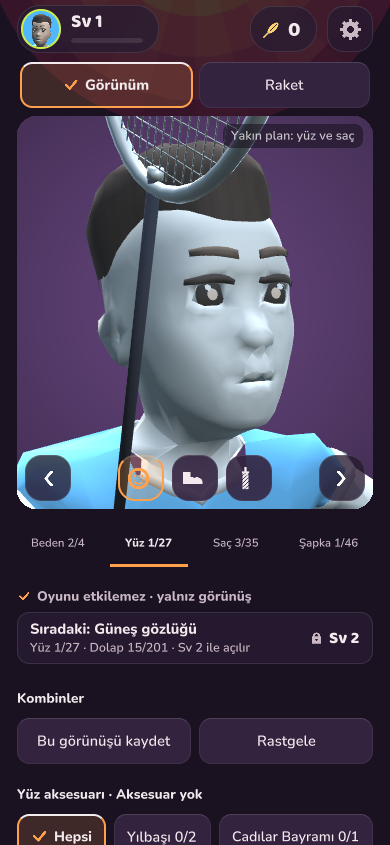 Sv 1
0
Görünüm
Raket
Yakın plan: yüz ve saç
Beden 2/4
Yüz 1/27
Saç 3/35
Şapka 1/46
Oyunu etkilemez · yalnız görünüş
Sıradaki: Güneş gözlüğü
Yüz 1/27 · Dolap 15/201 · Sv 2 ile açılır
Sv 2
Kombinler
Bu görünüşü kaydet
Rastgele
Yüz aksesuarı · Aksesuar yok
Hepsi
Yılbaşı 0/2
Cadılar Bayramı 0/1